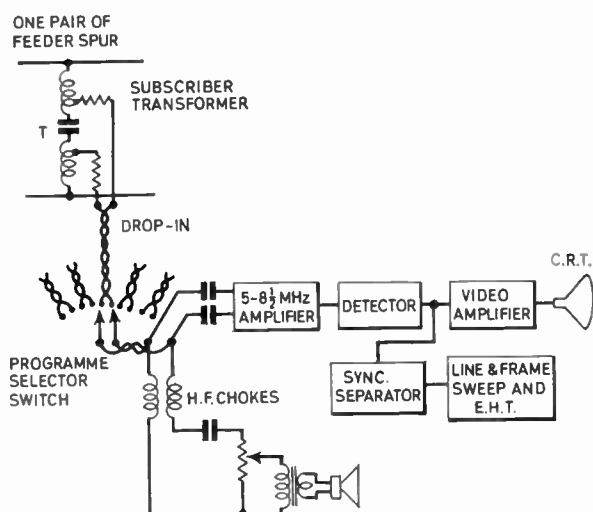 ONE PAIR OF
FEEDER SPUR
SUBSCRIBER
TRANSFORMER
T
DROP-IN
C.R.T.
5-8½ MHz
AMPLIFIER
DETECTOR
VIDEO
AMPLIFIER
PROGRAMME
SELECTOR
SWITCH
SYNC.
SEPARATOR
LINE & FRAME
SWEEP AND
E.H.T.
H.F. CHOKES